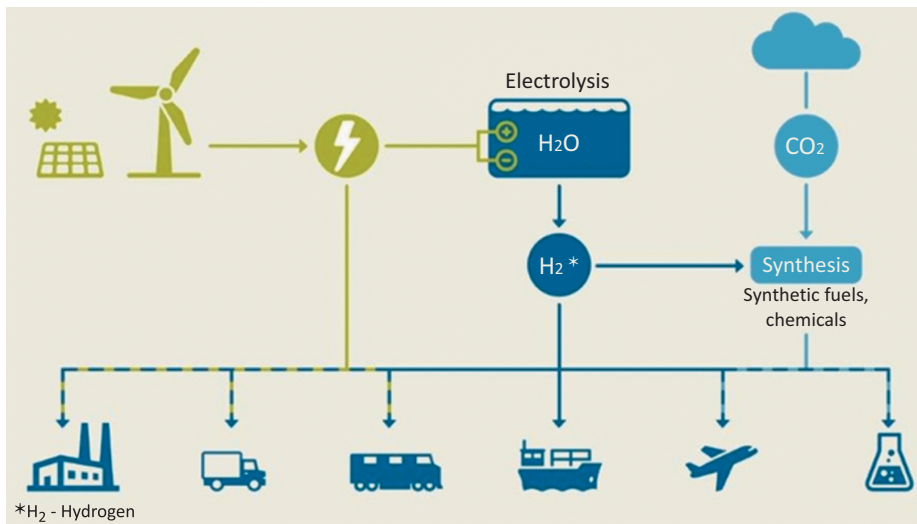 Electrolysis
H₂O
CO₂
H₂ *
Synthesis
Synthetic fuels,
chemicals
*H₂ - Hydrogen